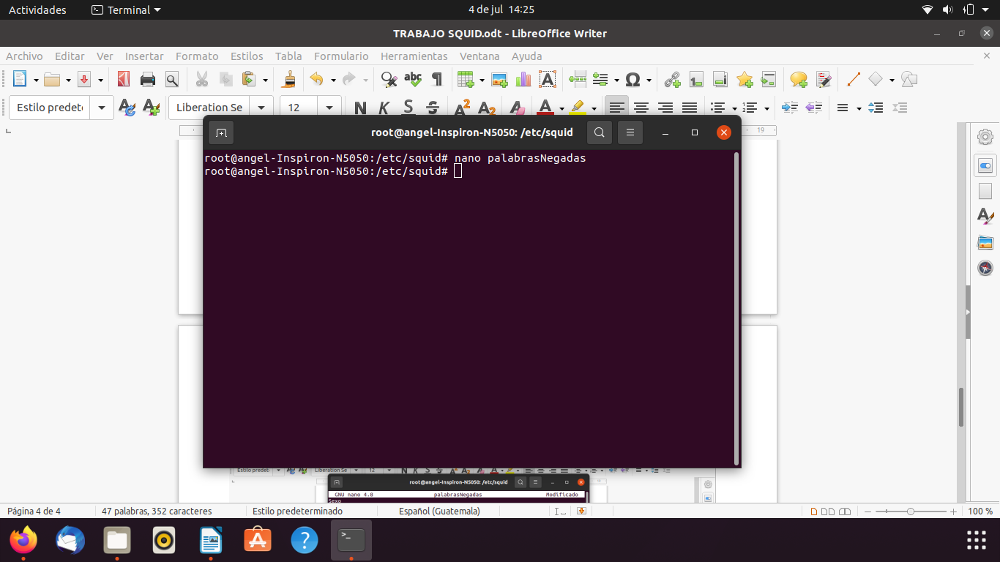 Actividades Terminal 4 de jul 14:25
TRABAJO SQUID.odt - LibreOffice Writer
Archivo Editar Ver Insertar Formato Estilos Tabla Formulario Herramientas Ventana Ayuda
Estilo predet Liberation Se 12
root@angel-Inspiron-N5050: /etc/squid
19
root@angel-Inspiron-N5050:/etc/squid# nano palabrasNegadas
root@angel-Inspiron-N5050:/etc/squid#
Estilo predeb Liberation Se 12
root@angel-Inspiron-N5050: /etc/squid
GNU nano 4.8 palabrasNegadas Modificado
Sexo
Página 4 de 4 47 palabras, 352 caracteres Estilo predeterminado Español (Guatemala) 100 %